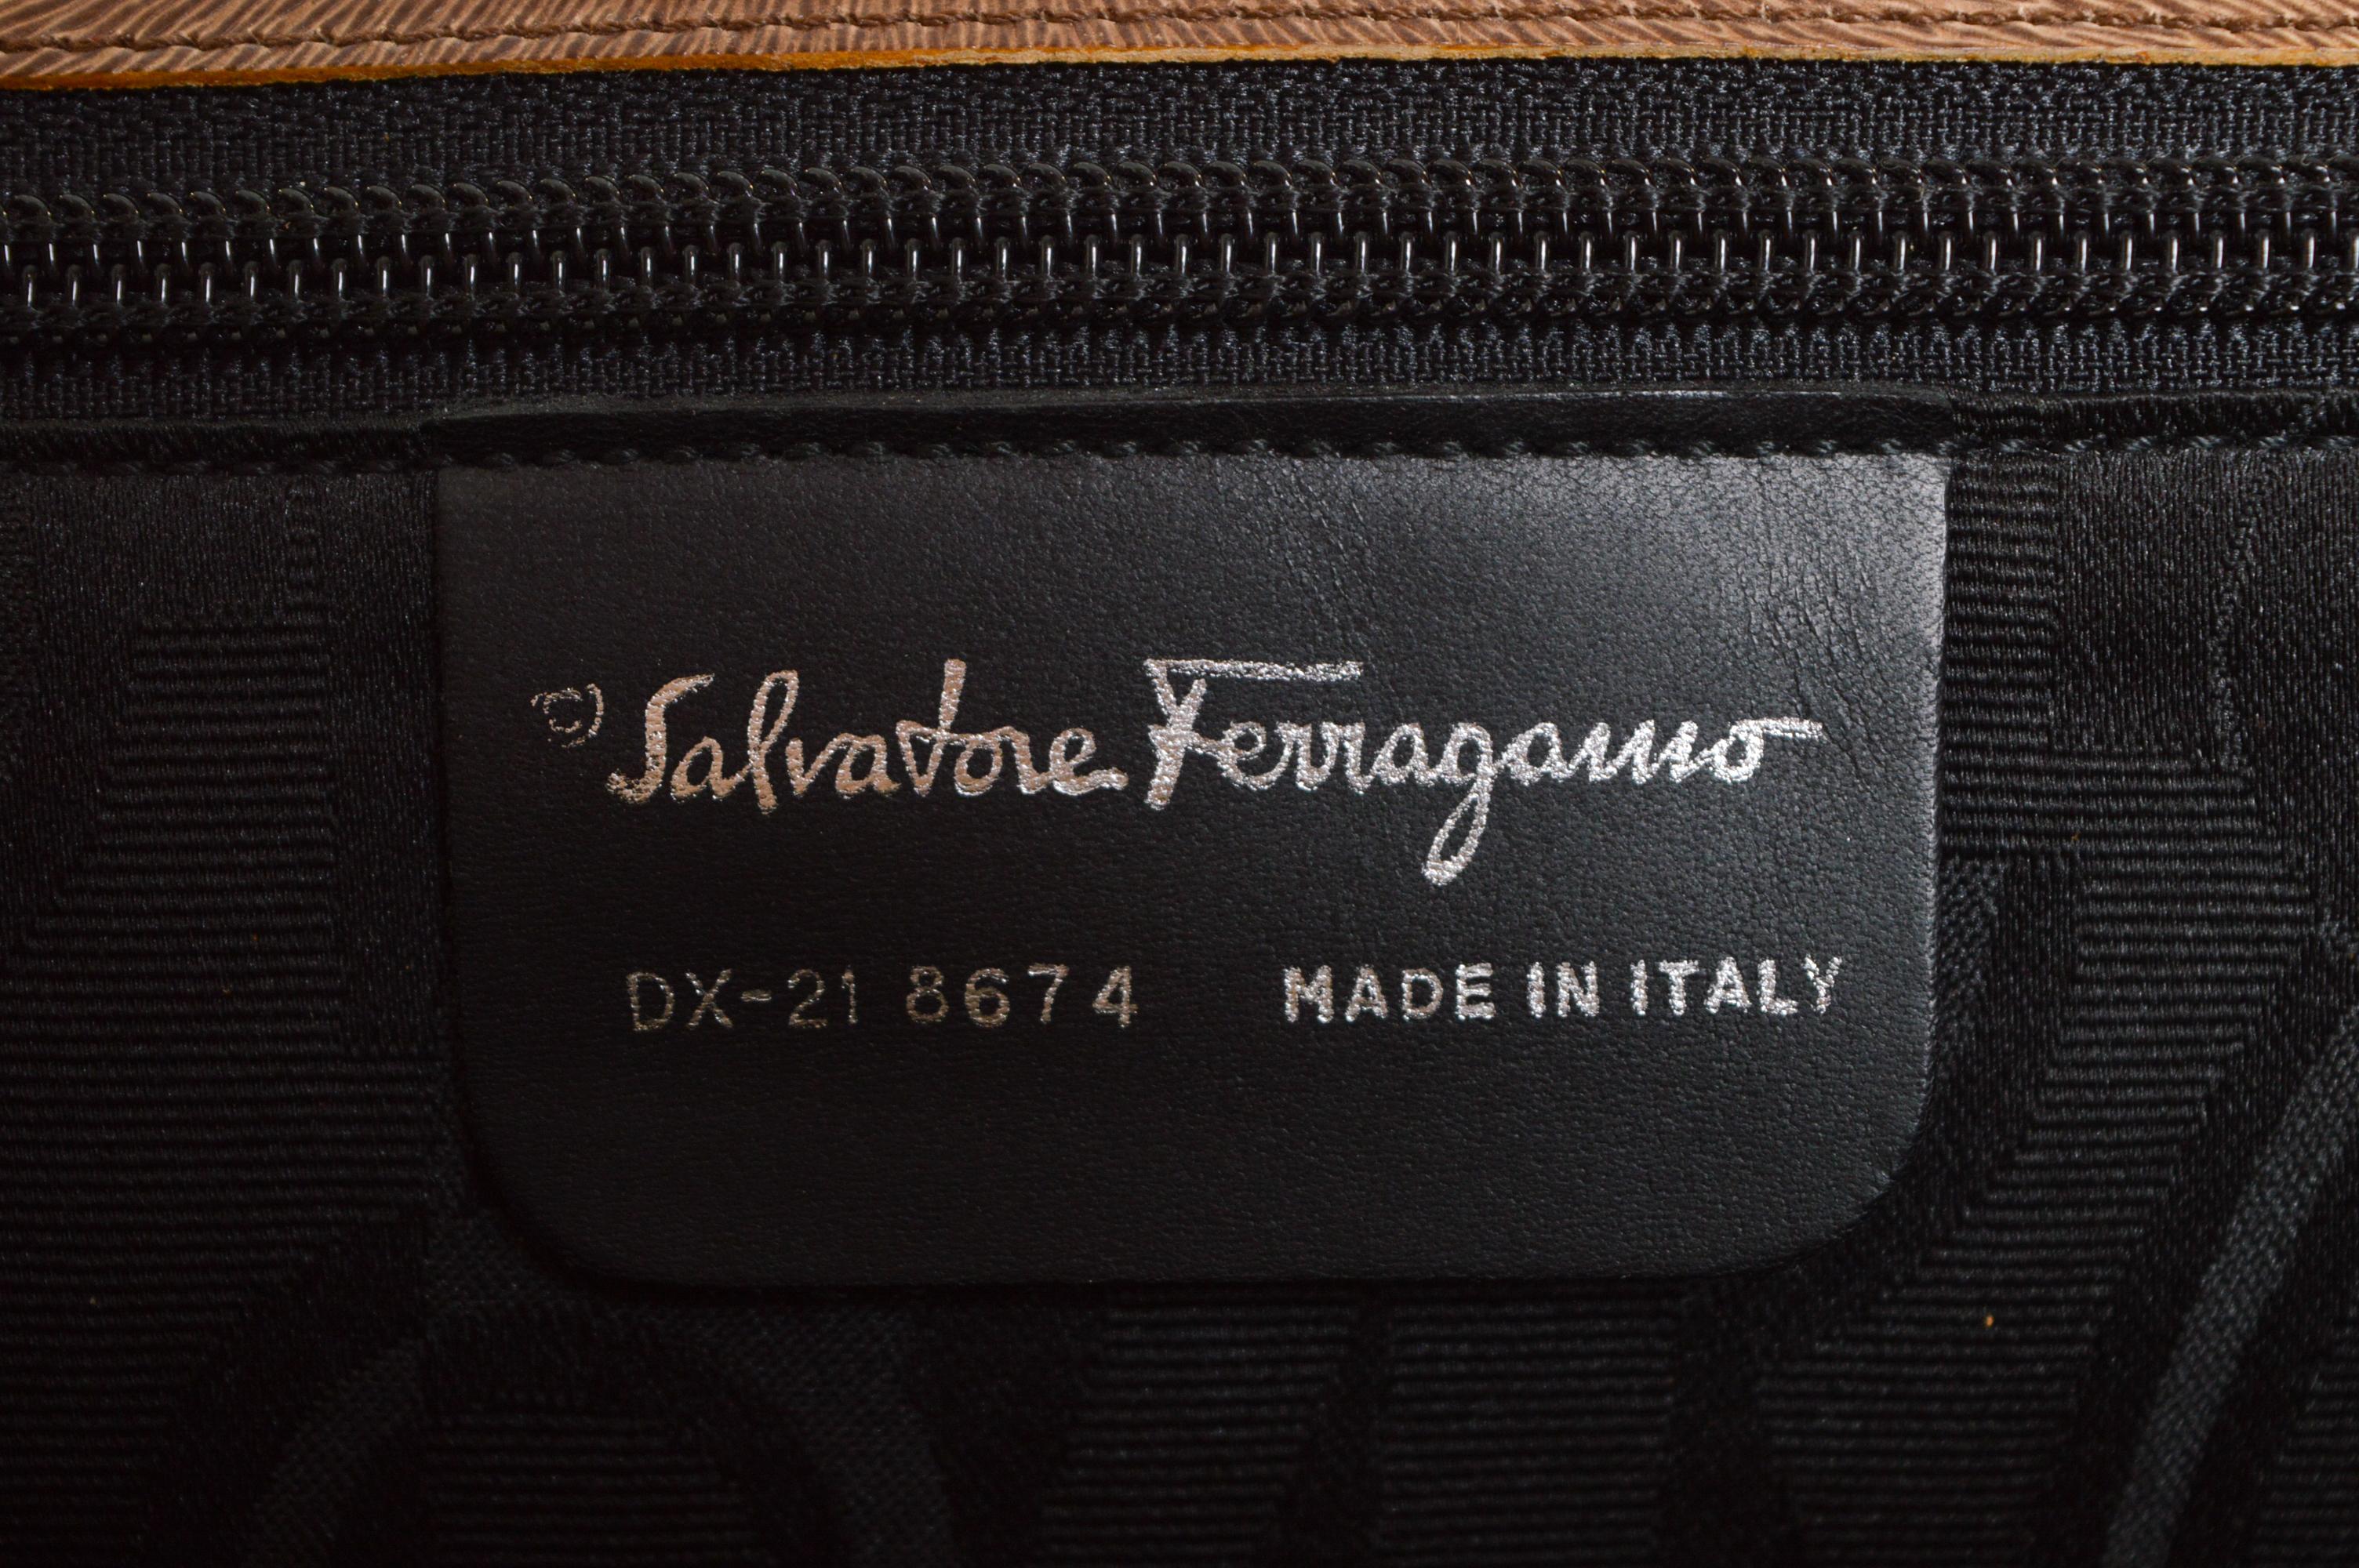 © Salvatore Ferragamo
DX-21 8674 MADE IN ITALY